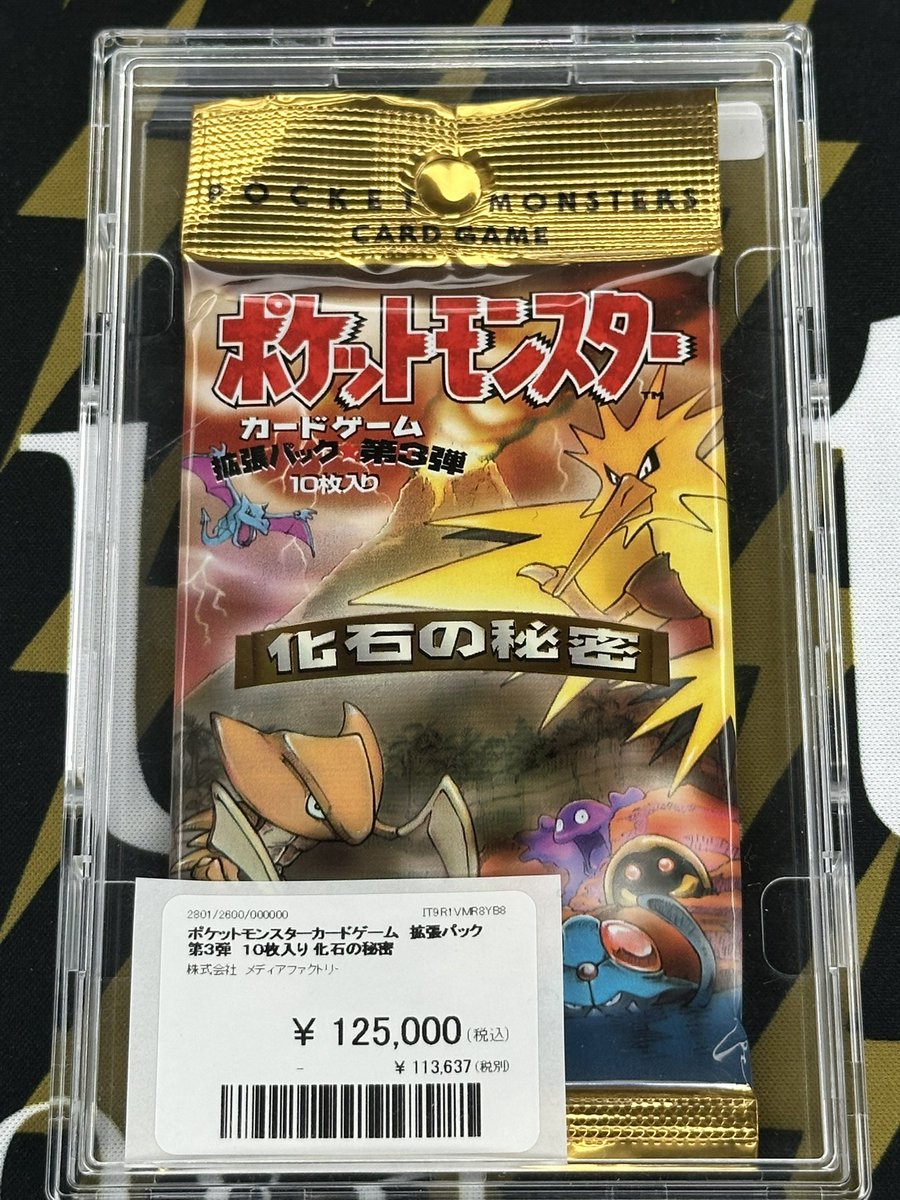 POCKET MONSTERS
CARD GAME
ポケットモンスター
TM
カードゲーム
拡張パック★第3弾
10枚入り
化石の秘密
2801/2600/000000 IT9R1VMR8YB8
ポケットモンスターカードゲーム 拡張パック
第3弾 10枚入り 化石の秘密
株式会社 メディアファクトリー
¥ 125,000(税込)
¥ 113,637(税別)